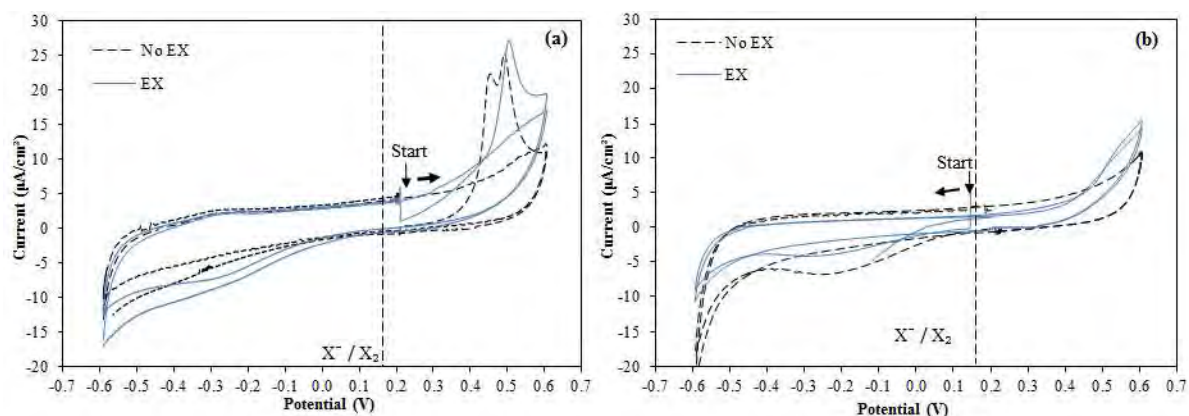 30
25
20
15
10
5
0
-5
-10
-15
-20
Current (µA/cm²)
No EX
EX
(a)
Start
X⁻ / X₂
-0.7 -0.6 -0.5 -0.4 -0.3 -0.2 -0.1 0.0 0.1 0.2 0.3 0.4 0.5 0.6 0.7
Potential (V)
30
25
20
15
10
5
0
-5
-10
-15
-20
Current (µA/cm²)
No EX
EX
(b)
Start
X⁻ / X₂
-0.7 -0.6 -0.5 -0.4 -0.3 -0.2 -0.1 0.0 0.1 0.2 0.3 0.4 0.5 0.6 0.7
Potential (V)